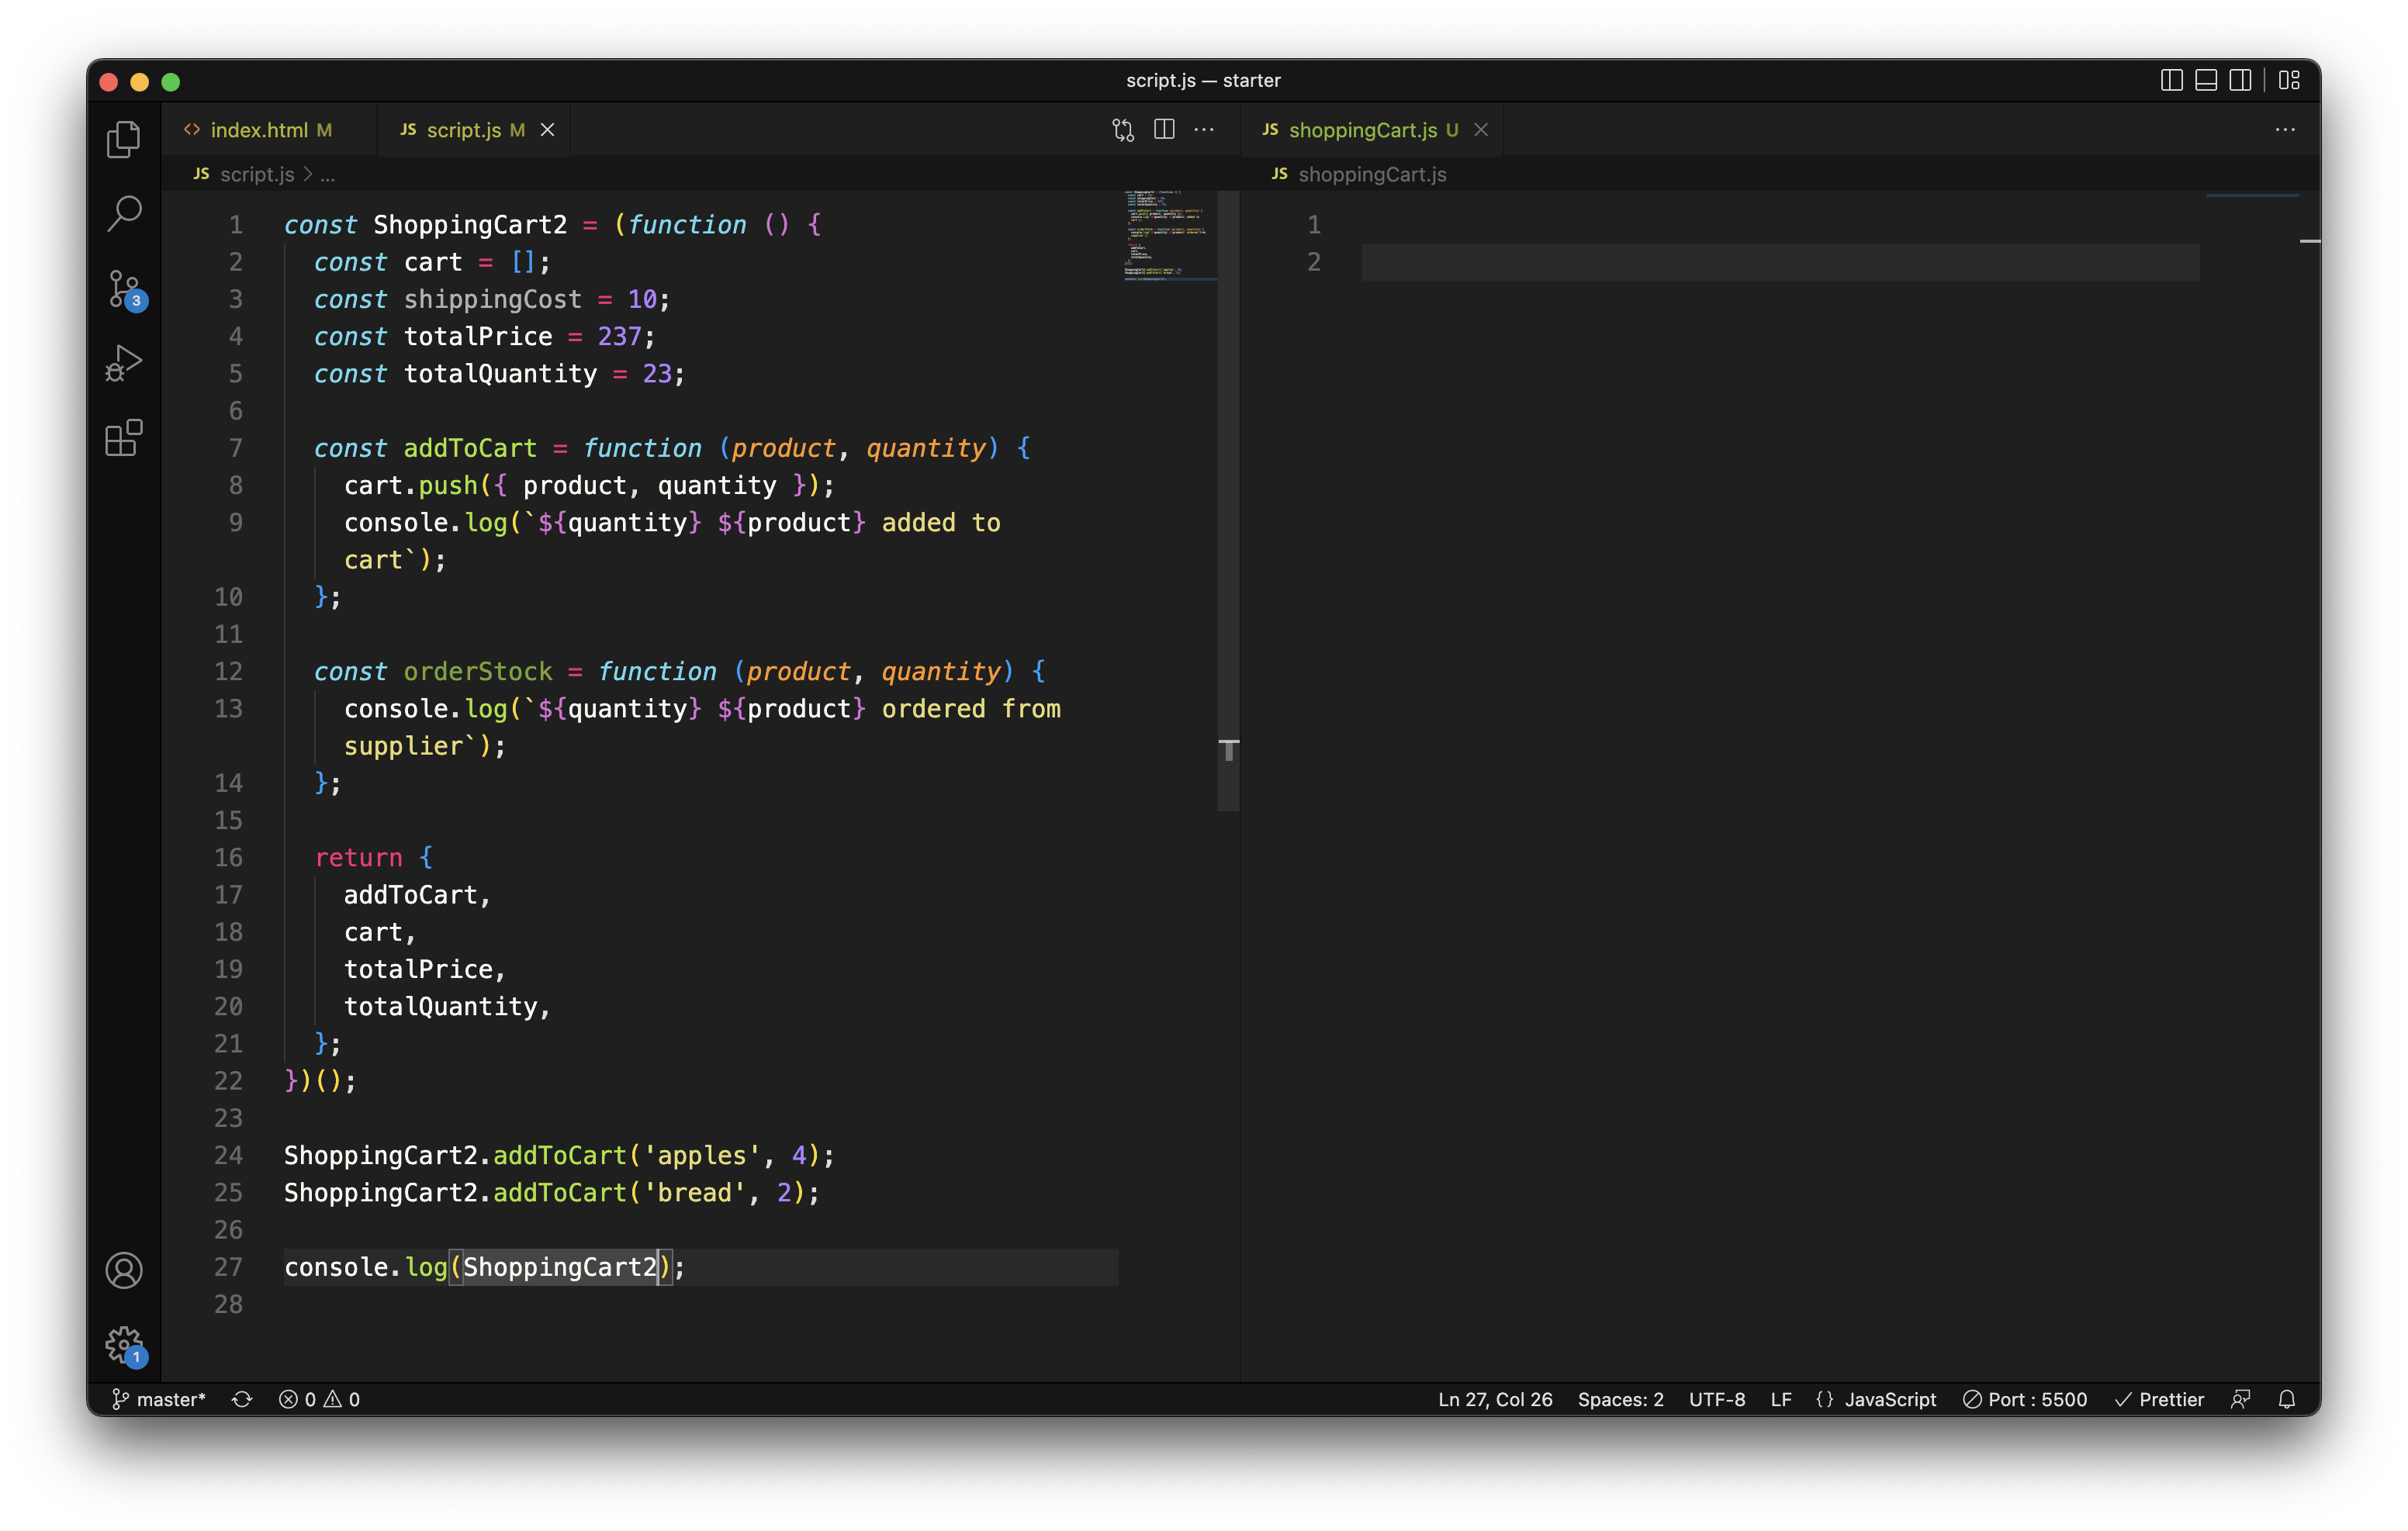 script.js — starter
index.html M
JS script.js M
JS shoppingCart.js U
JS script.js > ...
JS shoppingCart.js
1 const ShoppingCart2 = (function () {
2 const cart = [];
3 const shippingCost = 10;
4 const totalPrice = 237;
5 const totalQuantity = 23;
6
7 const addToCart = function (product, quantity) {
8 cart.push({ product, quantity });
9 console.log(`${quantity} ${product} added to
cart`);
10 };
11
12 const orderStock = function (product, quantity) {
13 console.log(`${quantity} ${product} ordered from
supplier`);
14 };
15
16 return {
17 addToCart,
18 cart,
19 totalPrice,
20 totalQuantity,
21 };
22 })();
23
24 ShoppingCart2.addToCart('apples', 4);
25 ShoppingCart2.addToCart('bread', 2);
26
27 console.log(ShoppingCart2);
28
1
2
3
1
master* 0 0
Ln 27, Col 26 Spaces: 2 UTF-8 LF {} JavaScript Port : 5500 Prettier